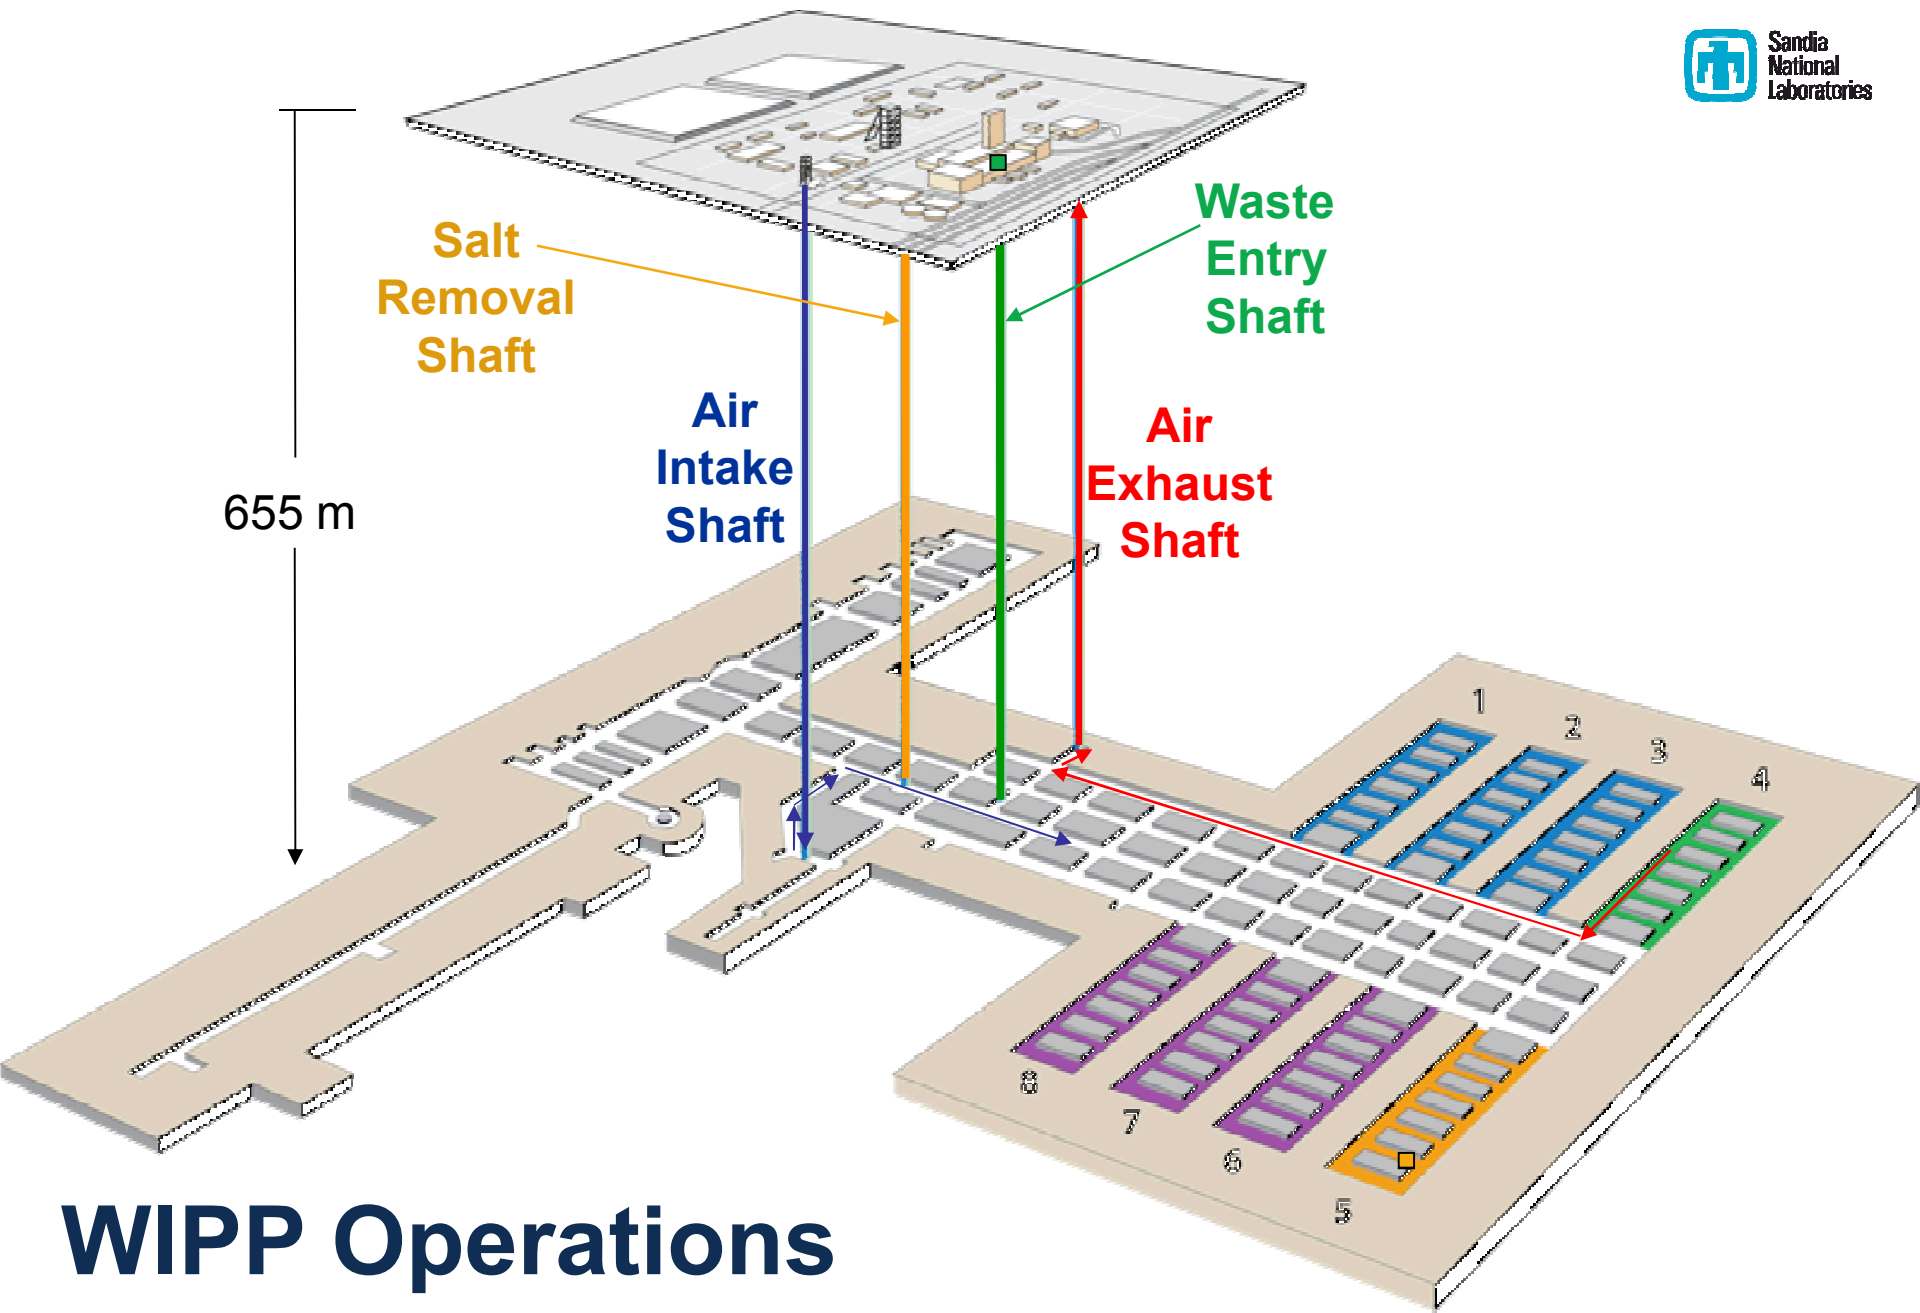 Sandia
National
Laboratories
Waste
Entry
Shaft
Salt
Removal
Shaft
Air
Intake
Shaft
Air
Exhaust
Shaft
655 m
1
2
3
4
8
7
6
5
WIPP Operations